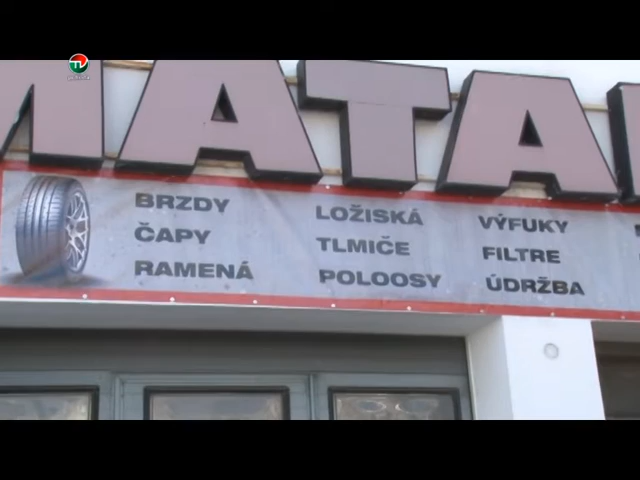 MATA
BRZDY LOŽISKÁ VÝFUKY
ČAPY TLMIČE FILTRE
RAMENÁ POLOOSY ÚDRŽBA